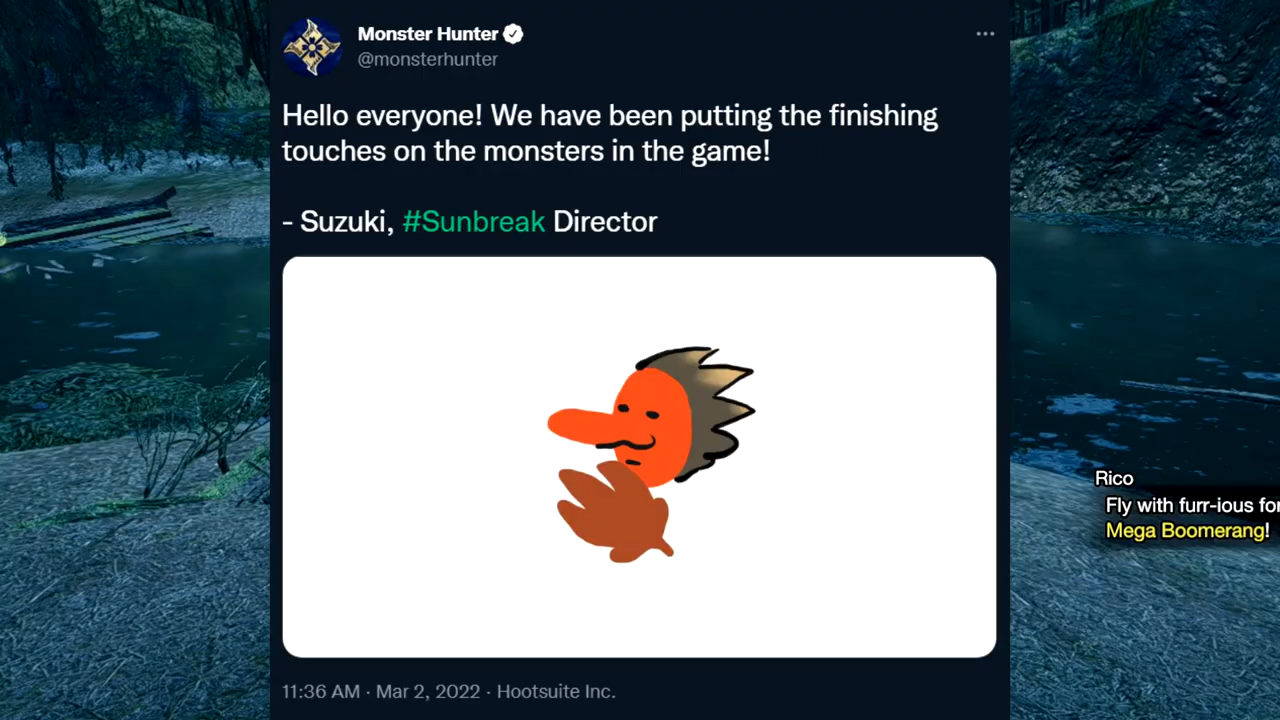 Monster Hunter
@monsterhunter
Hello everyone! We have been putting the finishing
touches on the monsters in the game!
- Suzuki, #Sunbreak Director
11:36 AM · Mar 2, 2022 · Hootsuite Inc.
Rico
Fly with furr-ious for
Mega Boomerang!